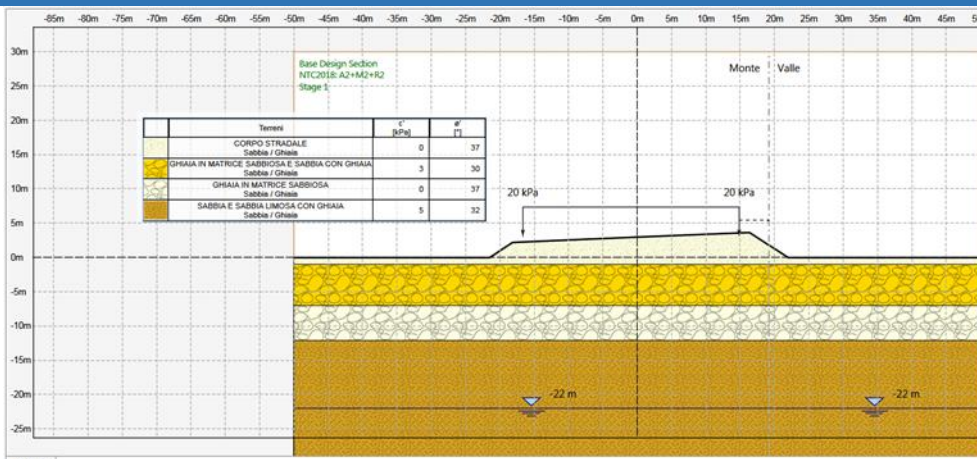 -85m -80m -75m -70m -65m -60m -55m -50m -45m -40m -35m -30m -25m -20m -15m -10m -5m 0m 5m 10m 15m 20m 25m 30m 35m 40m 45m
30m
Base Design Section
NTC2018: A2+M2+R2
Stage 1
Monte Valle
25m
20m
Terreni c' [kPa] ø' [°]
CORPO STRADALE
Sabbia / Ghiaia 0 37
GHIAIA IN MATRICE SABBIOSA E SABBIA CON GHIAIA
Sabbia / Ghiaia 3 30
GHIAIA IN MATRICE SABBIOSA
Sabbia / Ghiaia 0 37
SABBIA E SABBIA LIMOSA CON GHIAIA
Sabbia / Ghiaia 5 32
15m
10m
20 kPa 20 kPa
5m
0m
-5m
-10m
-15m
-20m
-22 m -22 m
-25m